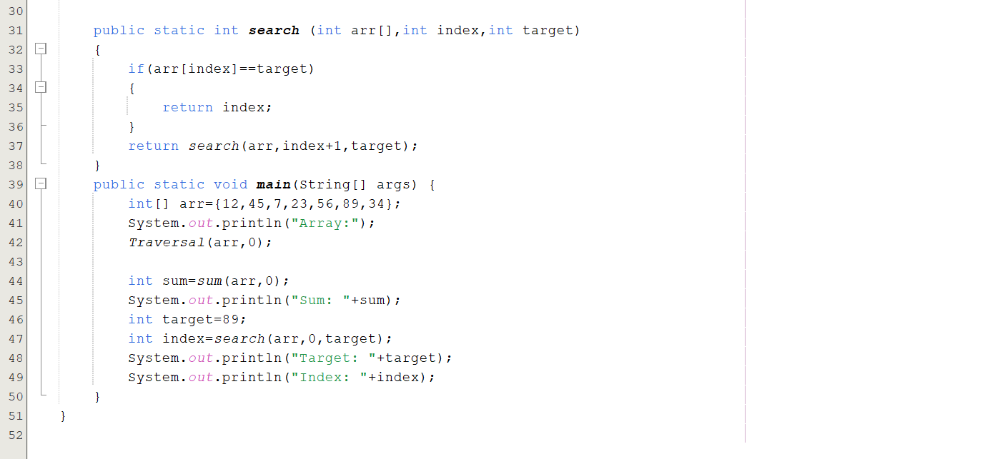 30
31 public static int search (int arr[],int index,int target)
32 {
33 if(arr[index]==target)
34 {
35 return index;
36 }
37 return search(arr,index+1,target);
38 }
39 public static void main(String[] args) {
40 int[] arr={12,45,7,23,56,89,34};
41 System.out.println("Array:");
42 Traversal(arr,0);
43
44 int sum=sum(arr,0);
45 System.out.println("Sum: "+sum);
46 int target=89;
47 int index=search(arr,0,target);
48 System.out.println("Target: "+target);
49 System.out.println("Index: "+index);
50 }
51 }
52